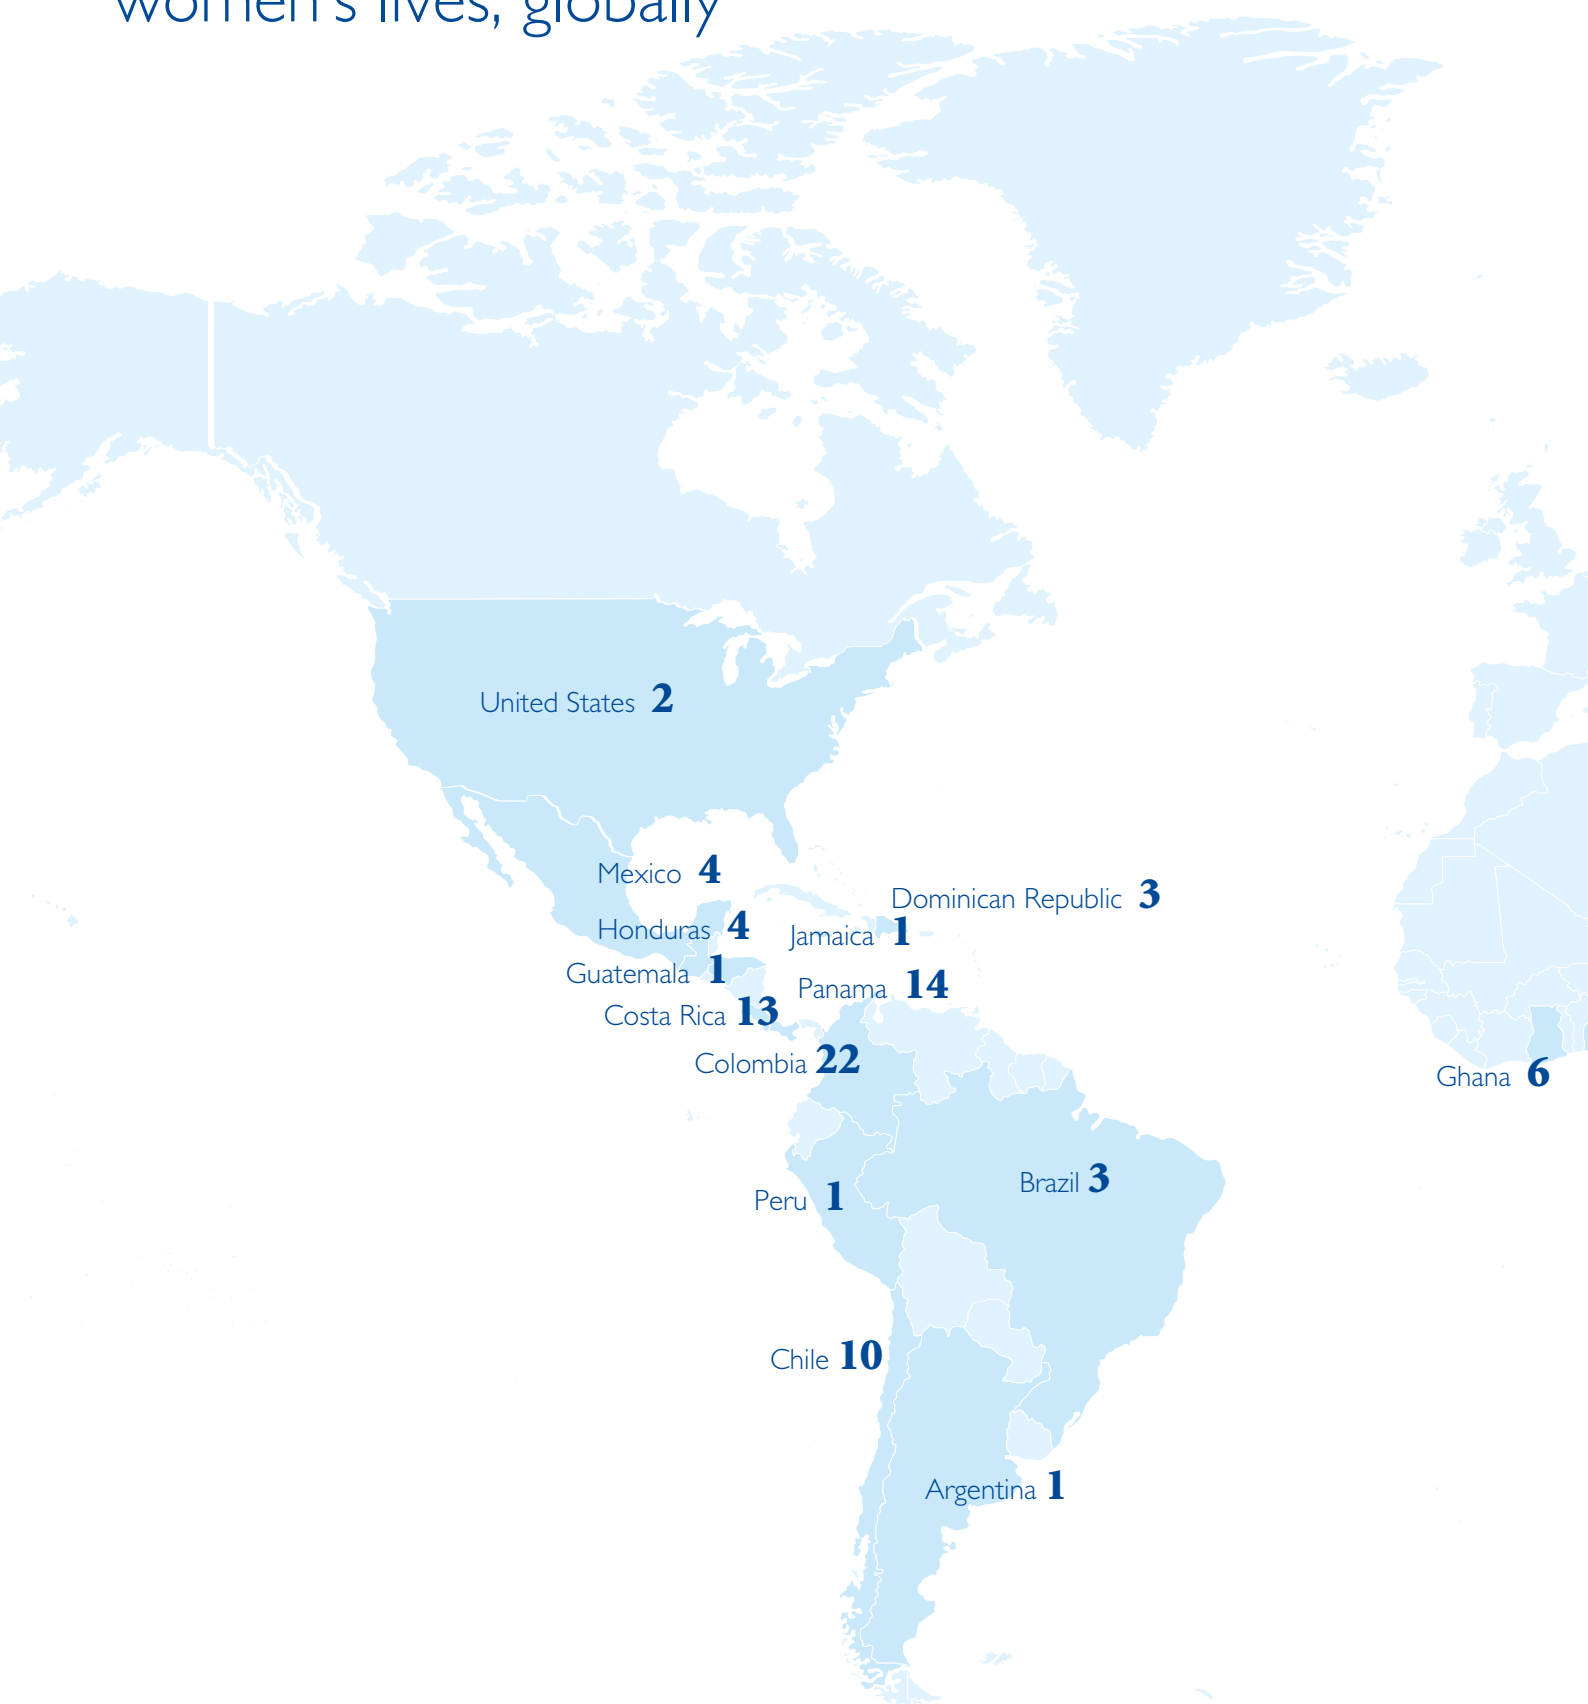 women's lives, globally
United States 2
Mexico 4
Dominican Republic 3
Honduras 4
Jamaica 1
Guatemala 1
Panama 14
Costa Rica 13
Colombia 22
Ghana 6
Brazil 3
Peru 1
Chile 10
Argentina 1